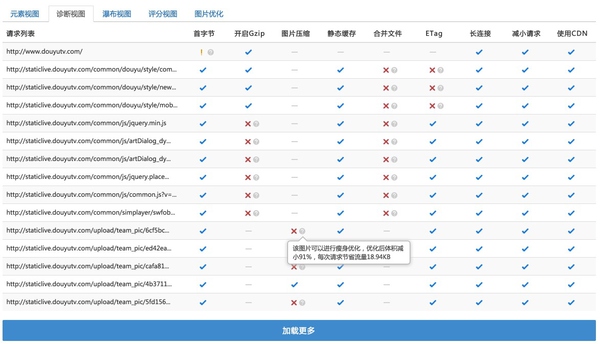 元素视图 诊断视图 瀑布视图 评分视图 图片优化
请求列表 首字节 开启Gzip 图片压缩 静态缓存 合并文件 ETag 长连接 减小请求 使用CDN
http://www.douyutv.com/
http://staticlive.douyutv.com/common/douyu/style/com...
http://staticlive.douyutv.com/common/douyu/style/new...
http://staticlive.douyutv.com/common/douyu/style/mob...
http://staticlive.douyutv.com/common/js/jquery.min.js
http://staticlive.douyutv.com/common/js/artDialog_dy...
http://staticlive.douyutv.com/common/js/artDialog_dy...
http://staticlive.douyutv.com/common/js/jquery.place...
http://staticlive.douyutv.com/common/js/common.js?v=...
http://staticlive.douyutv.com/common/simplayer/swfob...
http://staticlive.douyutv.com/upload/team_pic/6cf5bc...
http://staticlive.douyutv.com/upload/team_pic/ed42ea...
该图片可以进行瘦身优化，优化后体积减
小91%，每次请求节省流量18.94KB
http://staticlive.douyutv.com/upload/team_pic/cafa81...
http://staticlive.douyutv.com/upload/team_pic/4b3711...
http://staticlive.douyutv.com/upload/team_pic/5fd156...
加载更多